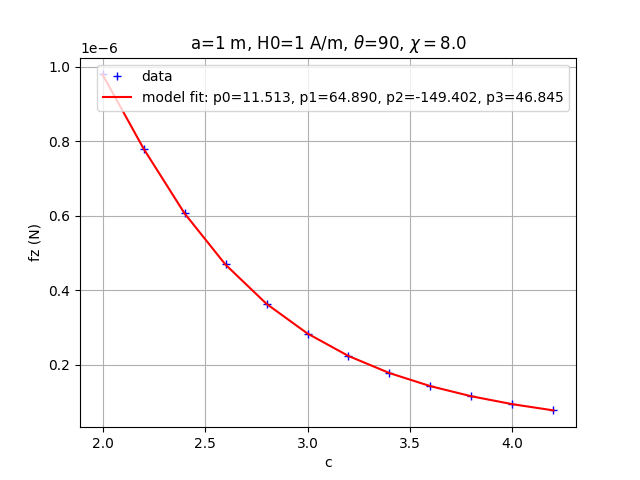 a=1 m, H0=1 A/m, θ=90, χ = 8.0
1e−6
data
model fit: p0=11.513, p1=64.890, p2=-149.402, p3=46.845
1.0
0.8
0.6
0.4
0.2
fz (N)
2.0 2.5 3.0 3.5 4.0
c